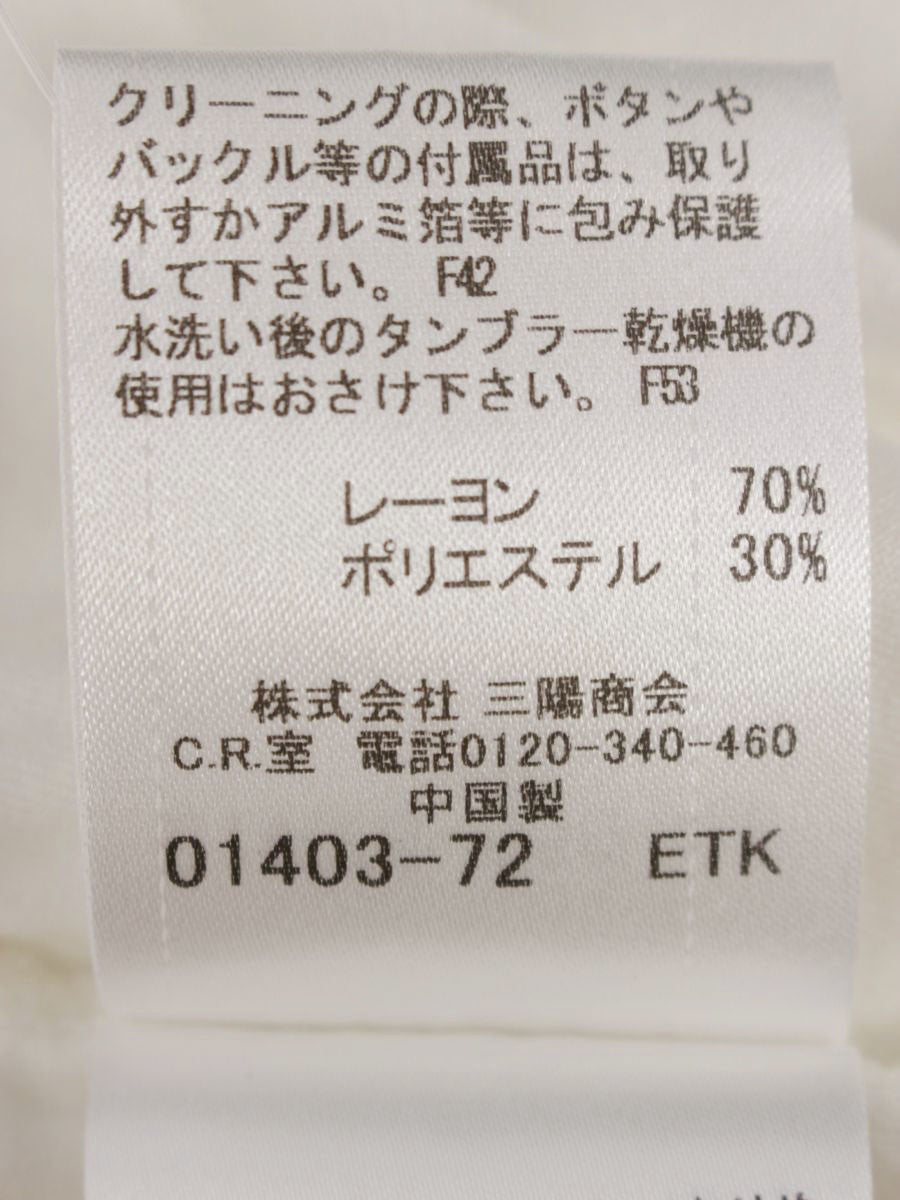 クリーニングの際、ボタンや
バックル等の付属品は、取り
外すかアルミ箔等に包み保護
して下さい。 F42
水洗い後のタンブラー乾燥機の
使用はおさけ下さい。 F53
レーヨン 70%
ポリエステル 30%
株式会社 三陽商会
C.R.室 電話0120-340-460
中国製
01403-72 ETK